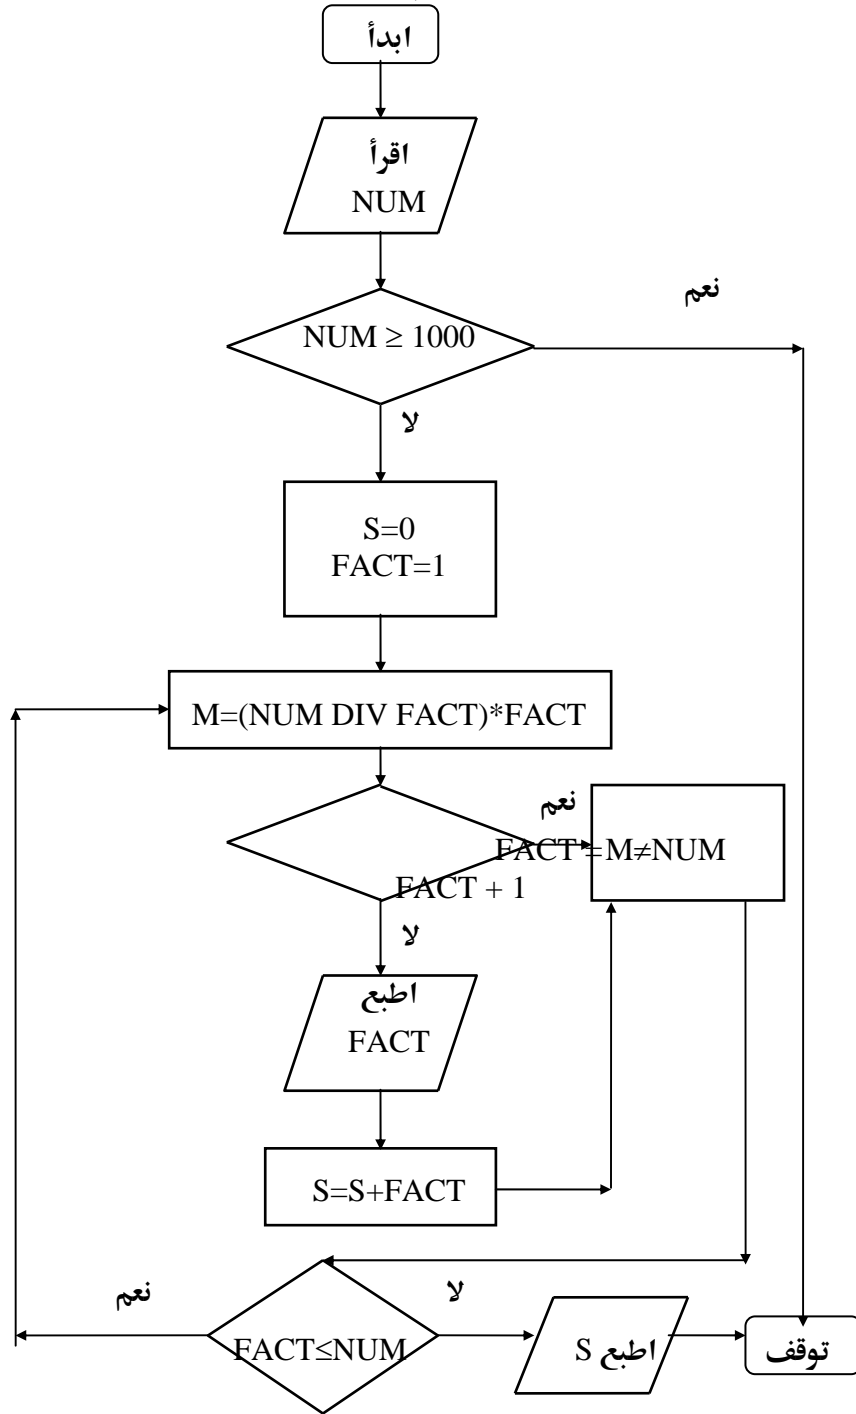 ابدأ
اقرأ
NUM
نعم
NUM ≥ 1000
لا
S=0
FACT=1
M=(NUM DIV FACT)*FACT
نعم
FACT =M≠NUM
FACT + 1
لا
اطبع
FACT
S=S+FACT
نعم
لا
FACT≤NUM
اطبع S
توقف